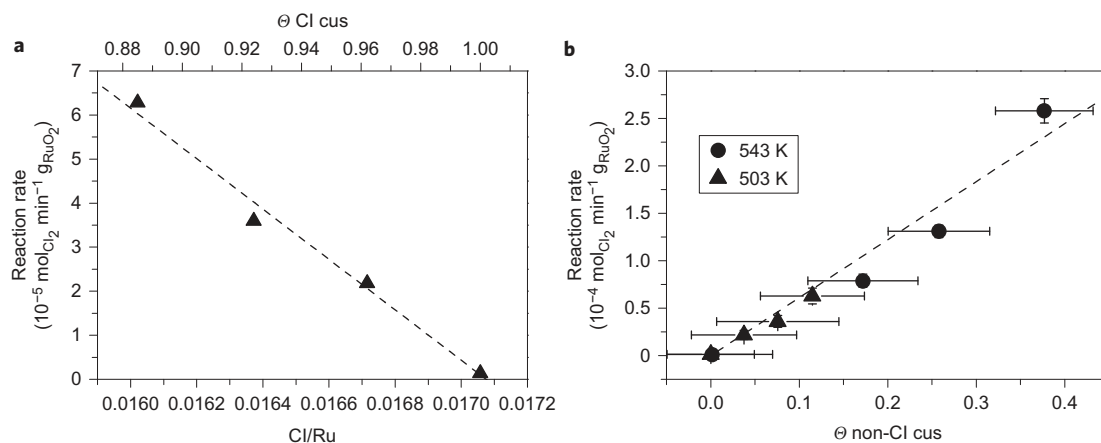 a
Θ Cl cus
0.88 0.90 0.92 0.94 0.96 0.98 1.00
Reaction rate
(10⁻⁵ mol_Cl₂ min⁻¹ g_RuO₂)
7
6
5
4
3
2
1
0
0.0160 0.0162 0.0164 0.0166 0.0168 0.0170 0.0172
Cl/Ru
b
Reaction rate
(10⁻⁴ mol_Cl₂ min⁻¹ g_RuO₂)
3.0
2.5
2.0
1.5
1.0
0.5
0
543 K
503 K
0.0 0.1 0.2 0.3 0.4
Θ non-Cl cus